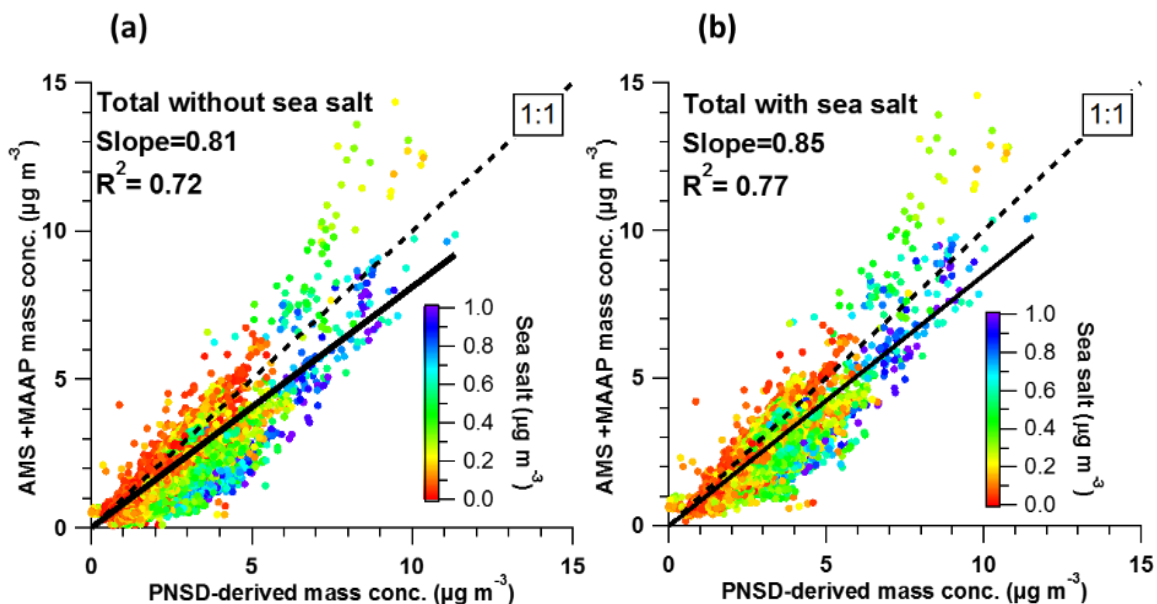 (a)
15
10
5
0
AMS +MAAP mass conc. (µg m⁻³)
Total without sea salt
Slope=0.81
R²= 0.72
1:1
1.0
0.8
0.6
0.4
0.2
0.0
Sea salt (µg m⁻³)
0 5 10 15
PNSD-derived mass conc. (µg m⁻³)
(b)
15
10
5
0
AMS +MAAP mass conc. (µg m⁻³)
Total with sea salt
Slope=0.85
R²= 0.77
1:1
1.0
0.8
0.6
0.4
0.2
0.0
Sea salt (µg m⁻³)
0 5 10 15
PNSD-derived mass conc. (µg m⁻³)